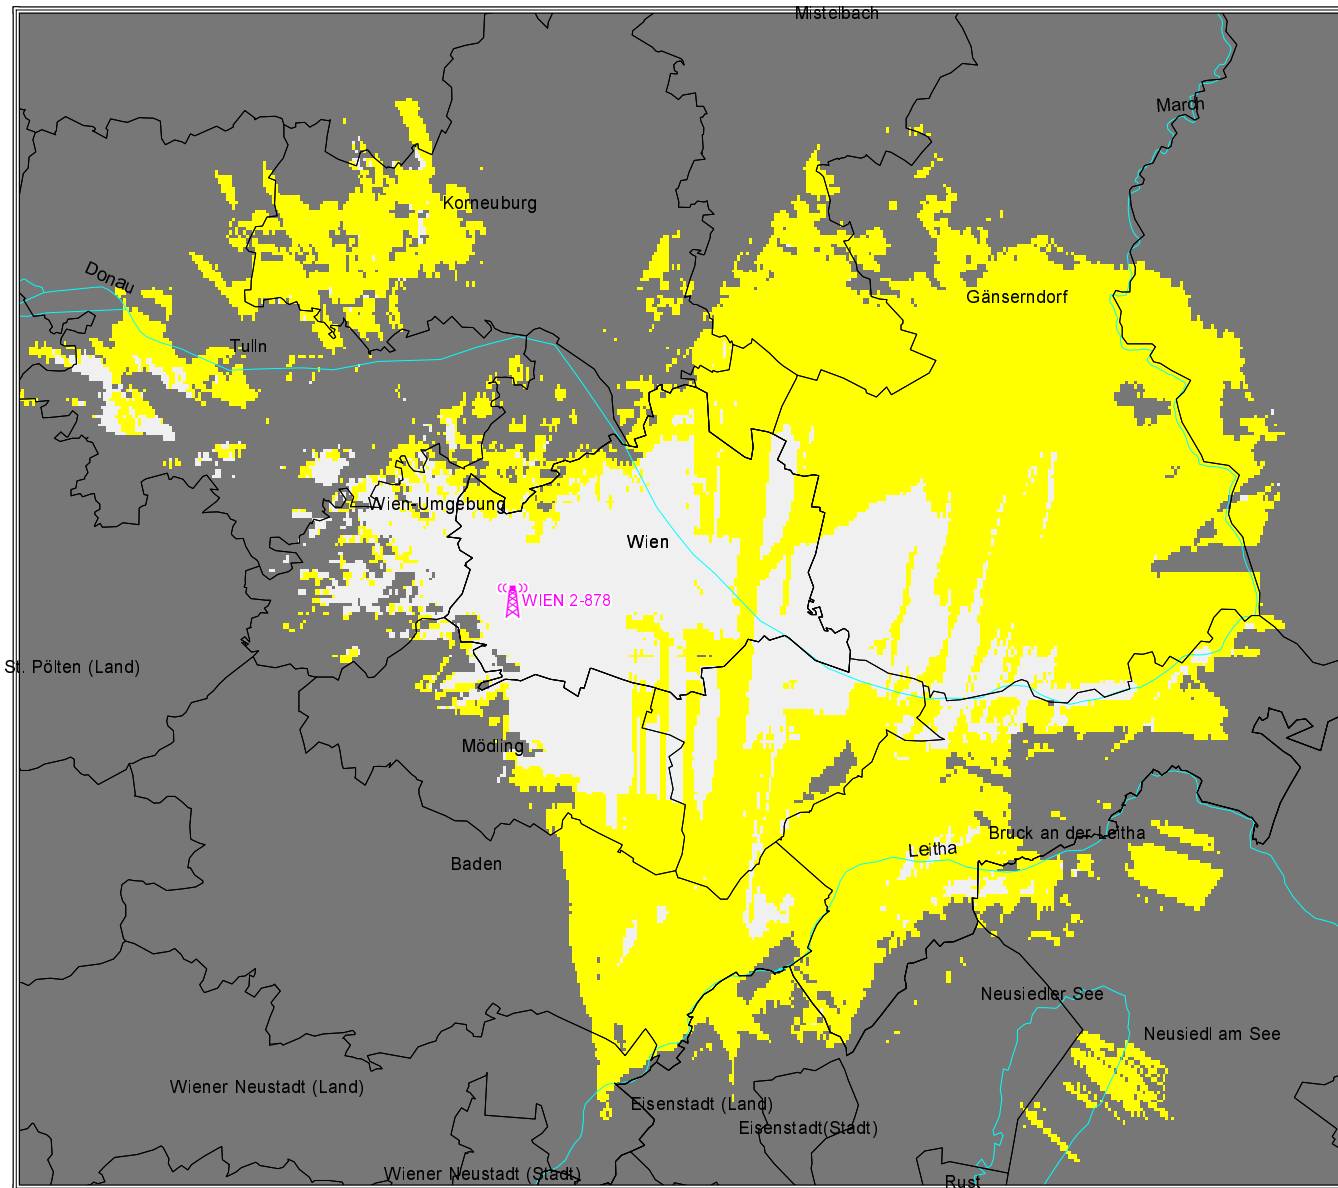 Mistelbach
March
Korneuburg
Donau
Gänserndorf
Tulln
Wien-Umgebung
Wien
WIEN 2-878
St. Pölten (Land)
Mödling
Bruck an der Leitha
Leitha
Baden
Neusiedler See
Neusiedl am See
Wiener Neustadt (Land)
Eisenstadt (Land)
Eisenstadt(Stadt)
Wiener Neustadt (Stadt)
Rust